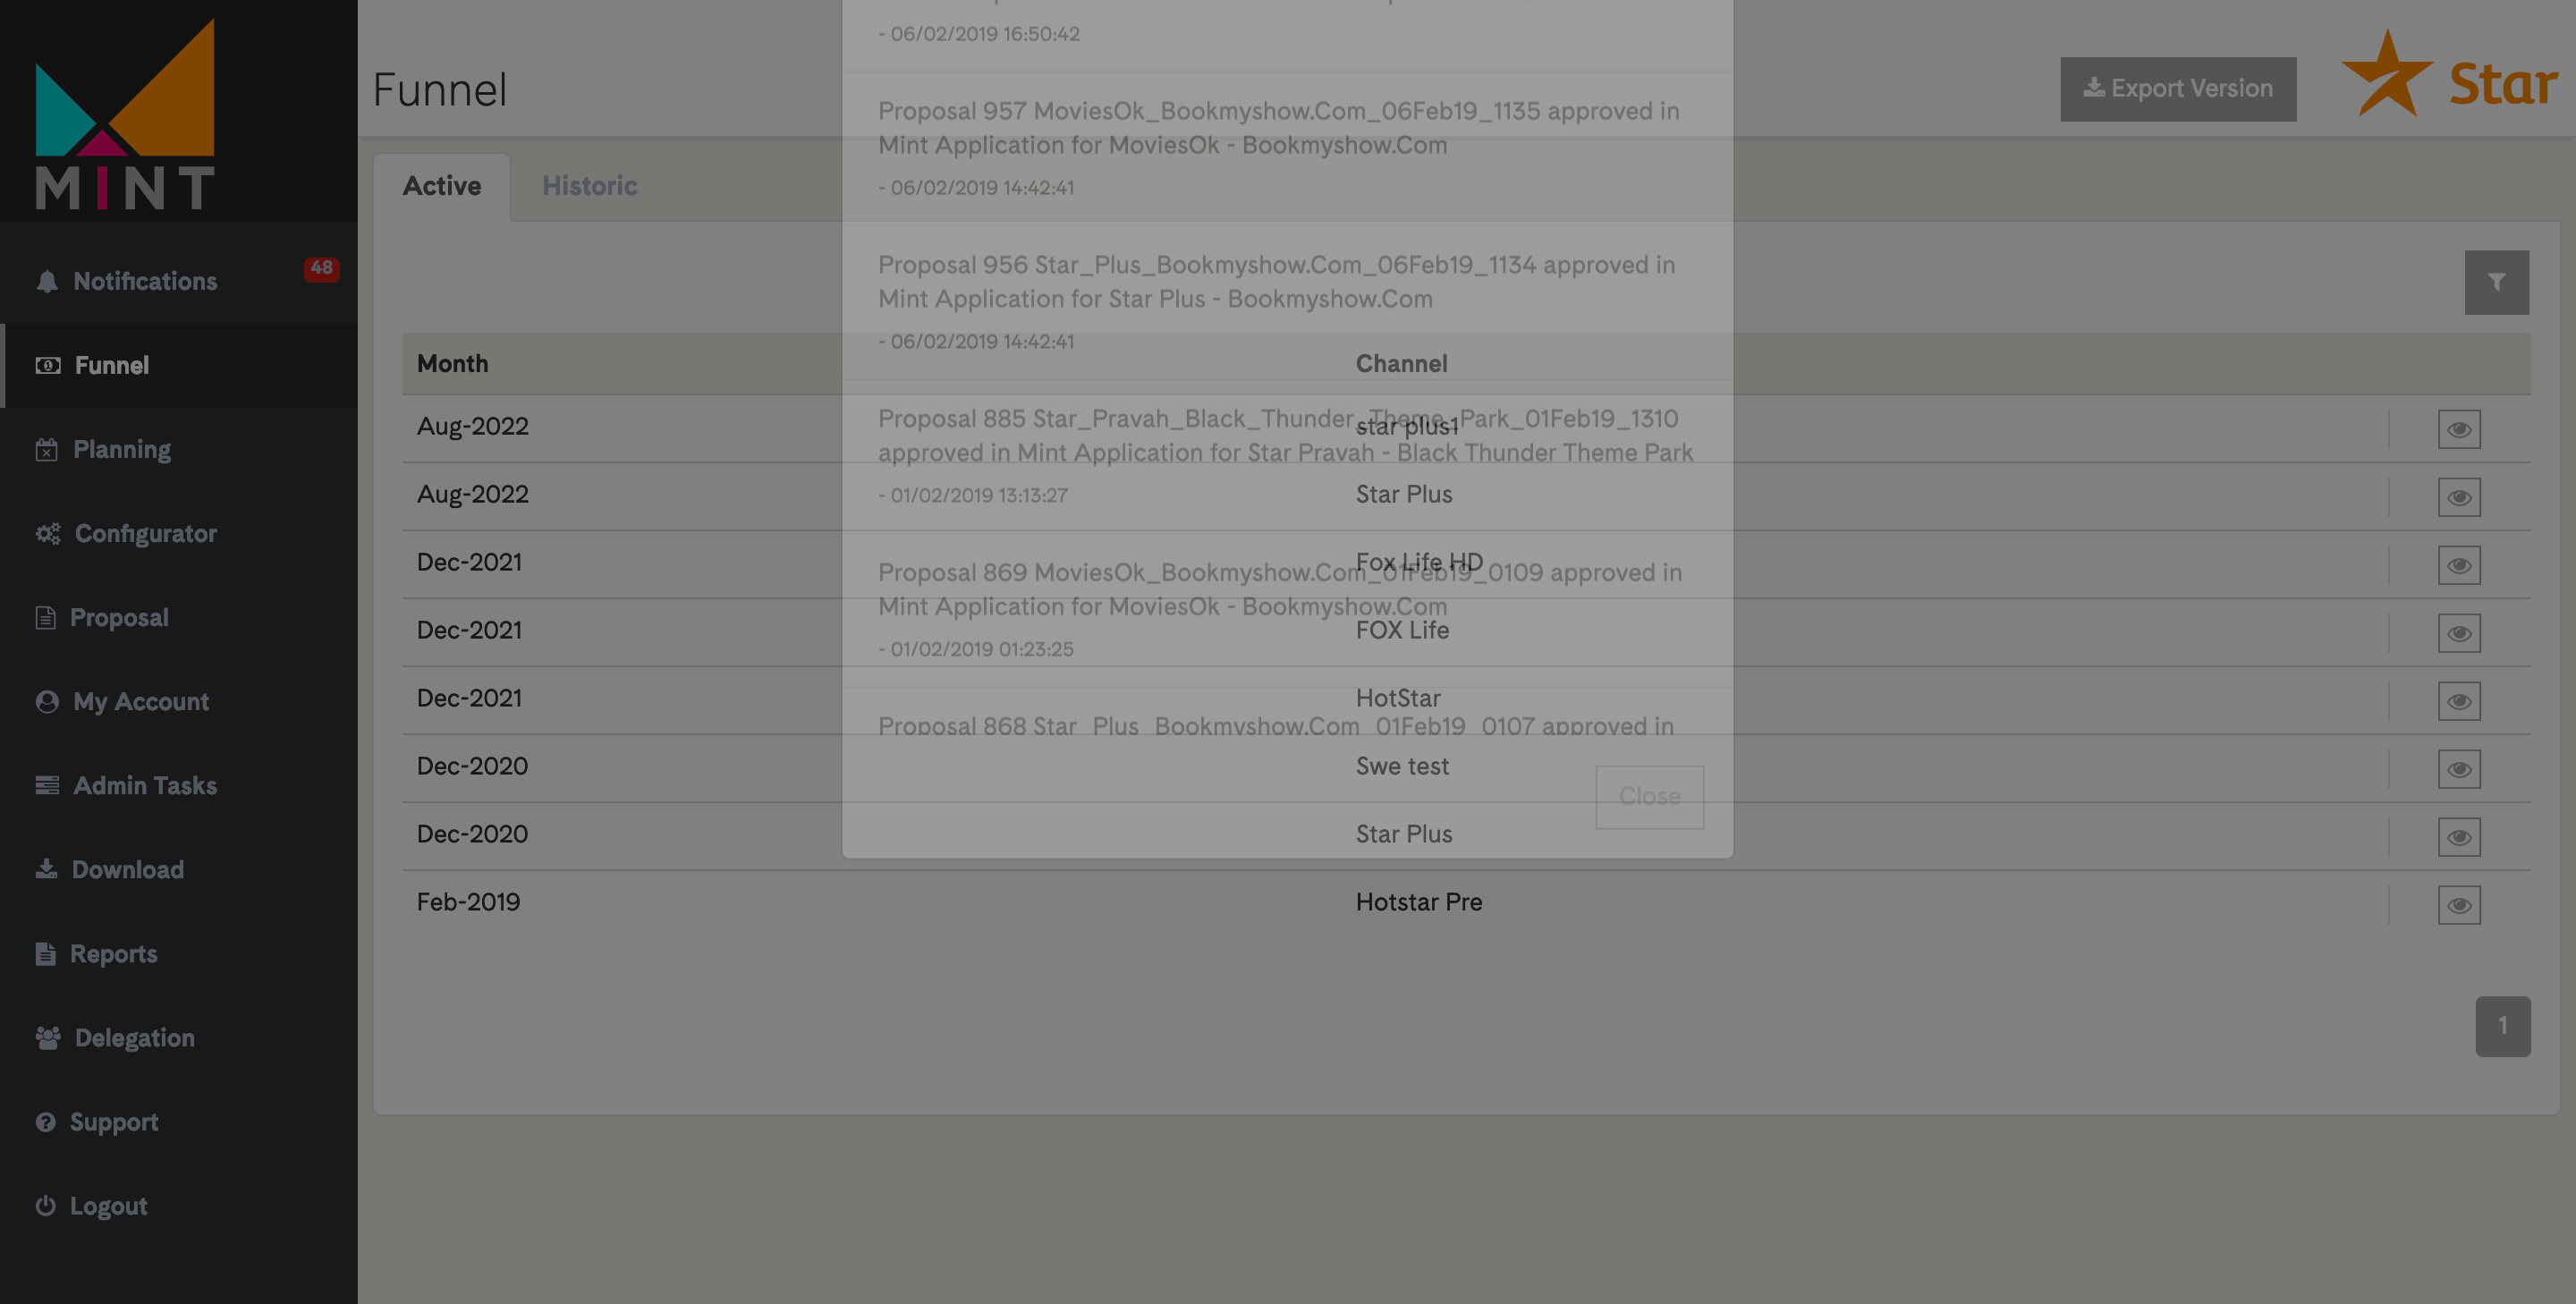 MINT
Notifications
48
Funnel
Planning
Configurator
Proposal
My Account
Admin Tasks
Download
Reports
Delegation
Support
Logout
Funnel
Export Version
Star
Active
Historic
- 06/02/2019 16:50:42
Proposal 957 MoviesOk_Bookmyshow.Com_06Feb19_1135 approved in
Mint Application for MoviesOk - Bookmyshow.Com
- 06/02/2019 14:42:41
Proposal 956 Star_Plus_Bookmyshow.Com_06Feb19_1134 approved in
Mint Application for Star Plus - Bookmyshow.Com
- 06/02/2019 14:42:41
Proposal 885 Star_Pravah_Black_Thunder_Theme_Park_01Feb19_1310
approved in Mint Application for Star Pravah - Black Thunder Theme Park
- 01/02/2019 13:13:27
Proposal 869 MoviesOk_Bookmyshow.Com_01Feb19_0109 approved in
Mint Application for MoviesOk - Bookmyshow.Com
- 01/02/2019 01:23:25
Proposal 868 Star_Plus_Bookmyshow.Com_01Feb19_0107 approved in
Close
Month Channel
Aug-2022 star plus1
Aug-2022 Star Plus
Dec-2021 Fox Life HD
Dec-2021 FOX Life
Dec-2021 HotStar
Dec-2020 Swe test
Dec-2020 Star Plus
Feb-2019 Hotstar Pre
1